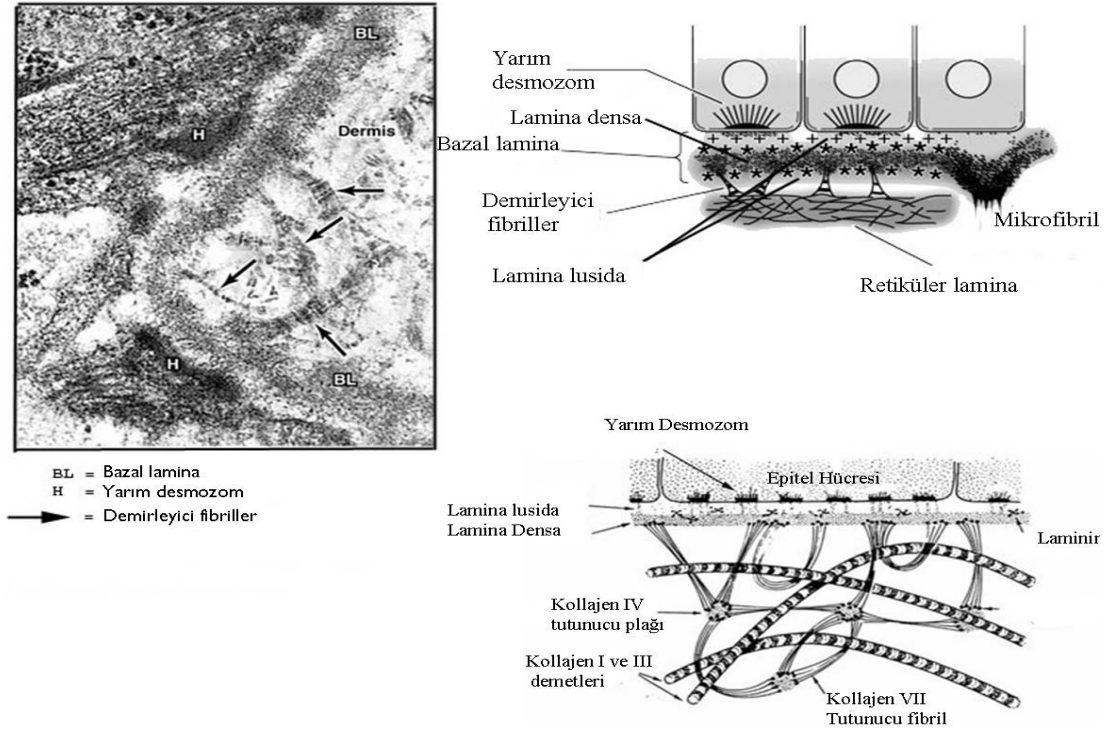 BL
H
Dermis
H
BL
BL = Bazal lamina
H = Yarım desmozom
= Demirleyici fibriller
Yarım
desmozom
Lamina densa
Bazal lamina
Demirleyici
fibriller
Lamina lusida
Mikrofibril
Retiküler lamina
Yarım Desmozom
Epitel Hücresi
Lamina lusida
Lamina Densa
Laminin
Kollajen IV
tutunucu plağı
Kollajen I ve III
demetleri
Kollajen VII
Tutunucu fibril